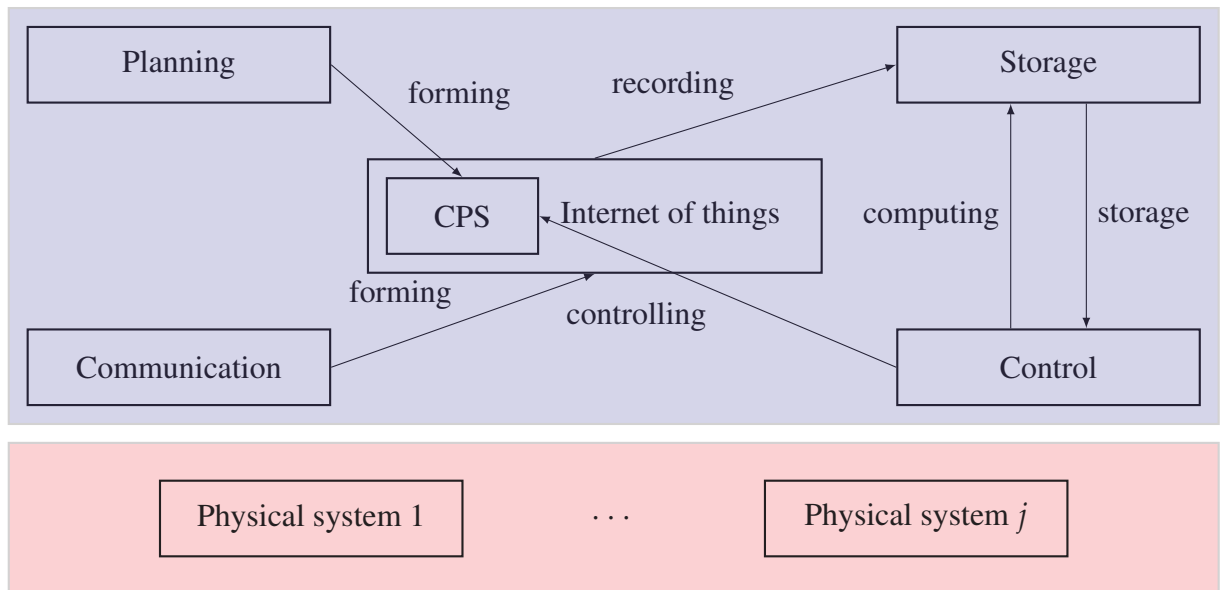 Planning
Storage
forming
recording
CPS
Internet of things
computing
storage
forming
controlling
Communication
Control
Physical system 1
· · ·
Physical system j